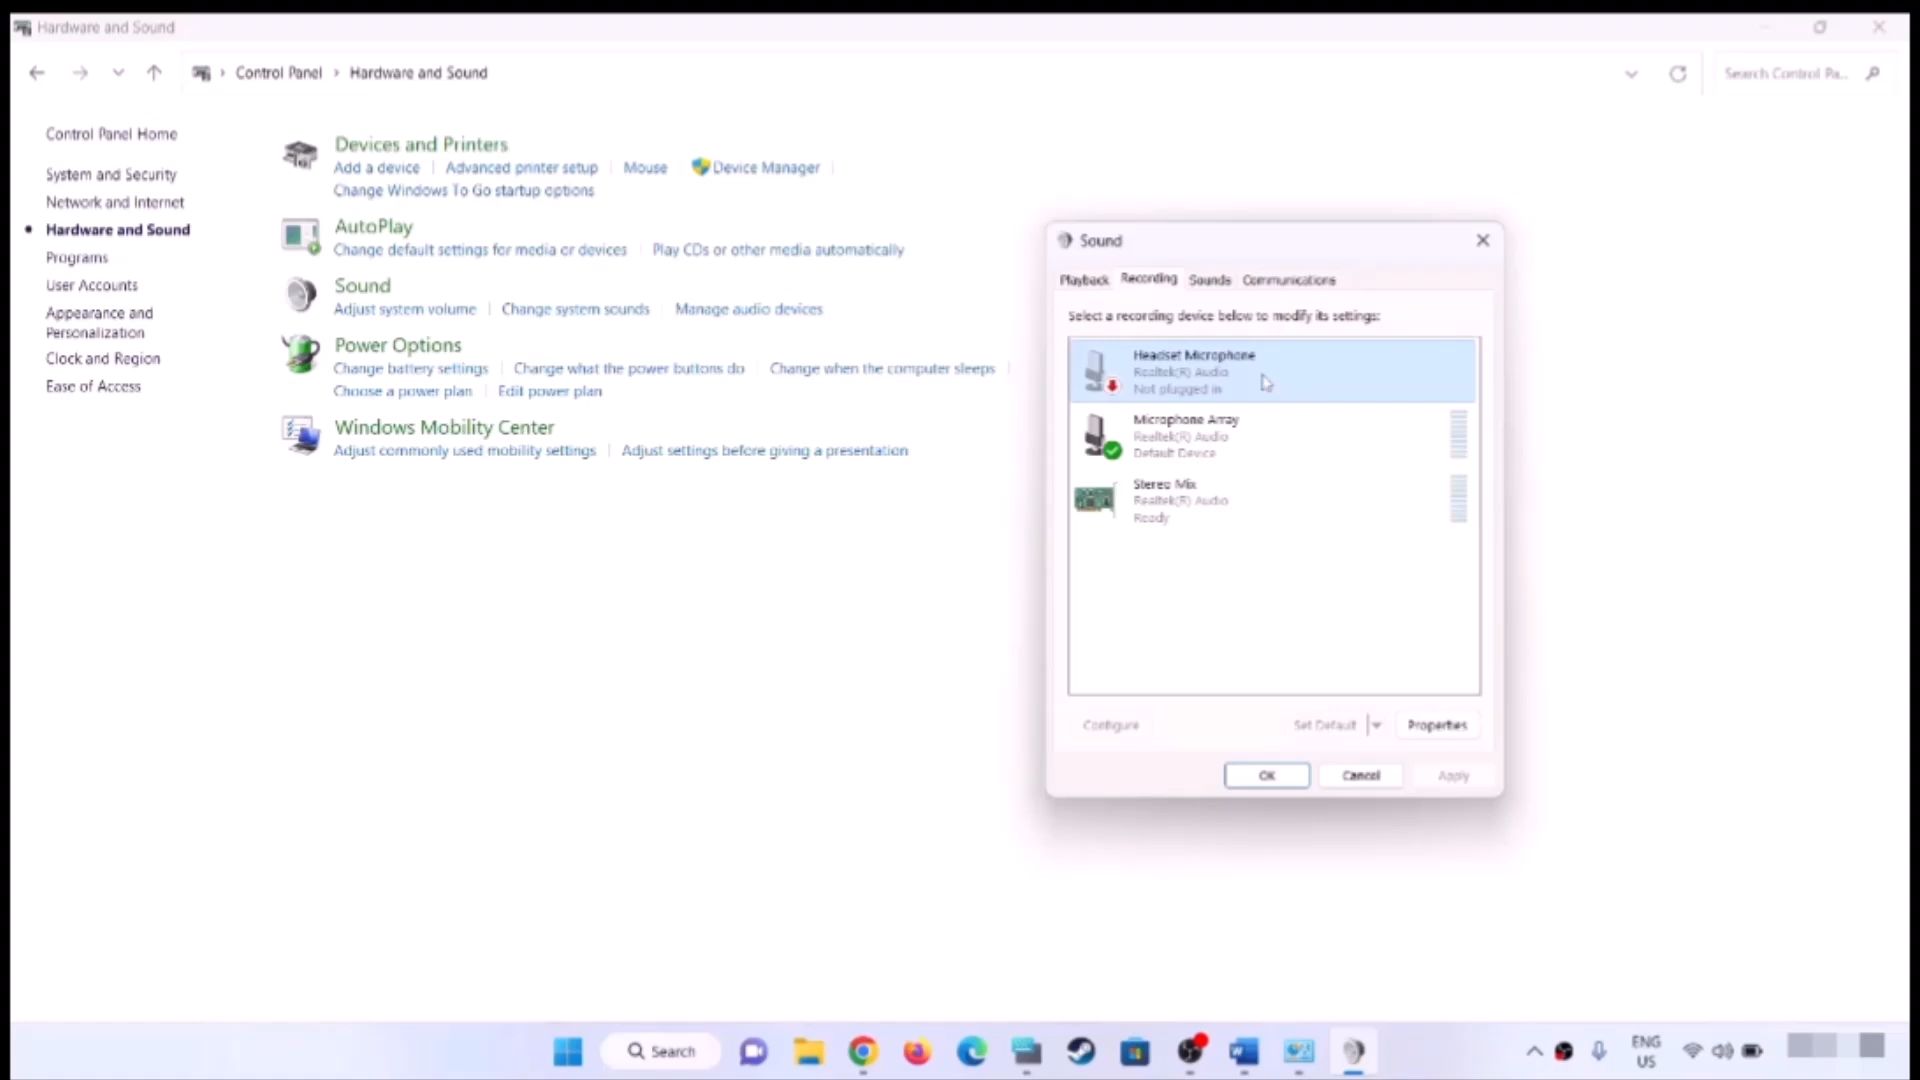 Hardware and Sound
Control Panel › Hardware and Sound
Search Control Pa...
Control Panel Home
System and Security
Network and Internet
Hardware and Sound
Programs
User Accounts
Appearance and
Personalization
Clock and Region
Ease of Access
Devices and Printers
Add a device
Advanced printer setup
Mouse
Device Manager
Change Windows To Go startup options
AutoPlay
Change default settings for media or devices
Play CDs or other media automatically
Sound
Adjust system volume
Change system sounds
Manage audio devices
Power Options
Change battery settings
Change what the power buttons do
Change when the computer sleeps
Choose a power plan
Edit power plan
Windows Mobility Center
Adjust commonly used mobility settings
Adjust settings before giving a presentation
Sound
Playback
Recording
Sounds
Communications
Select a recording device below to modify its settings:
Headset Microphone
Realtek(R) Audio
Not plugged in
Microphone Array
Realtek(R) Audio
Default Device
Stereo Mix
Realtek(R) Audio
Ready
Configure
Set Default
Properties
OK
Cancel
Apply
Search
ENG
US